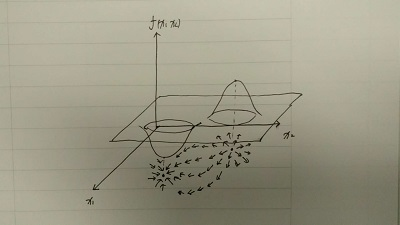 f(x₁ x₂)
x₂
x₁